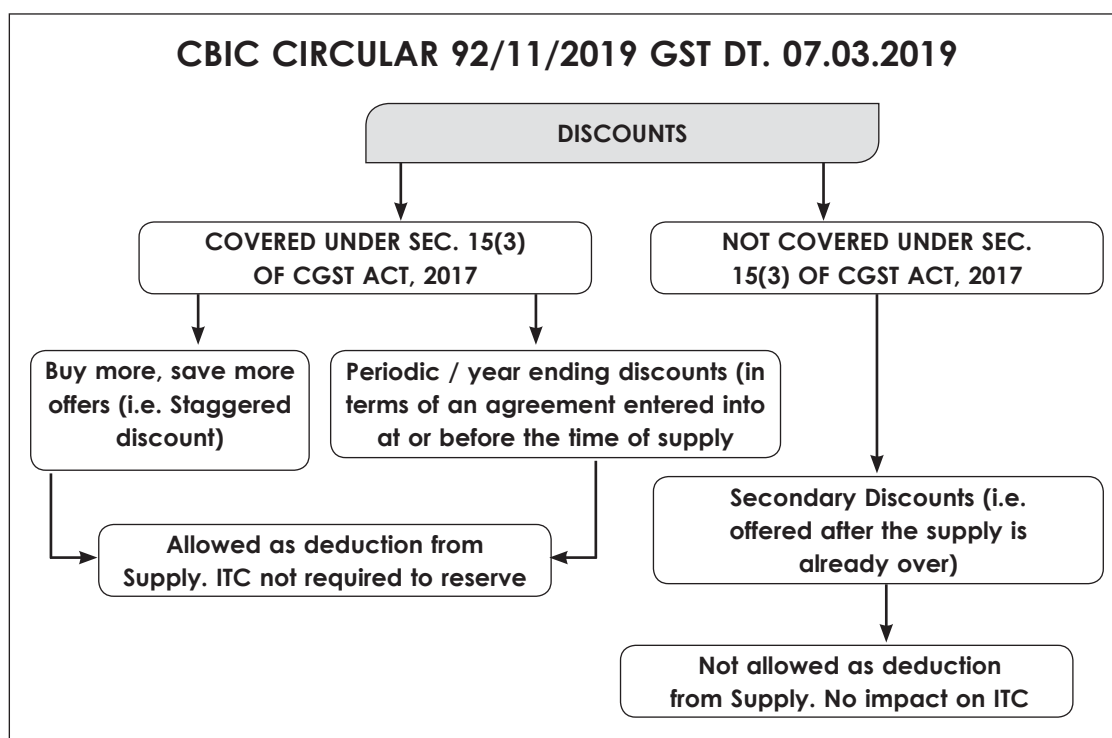 CBIC CIRCULAR 92/11/2019 GST DT. 07.03.2019
DISCOUNTS
COVERED UNDER SEC. 15(3)
OF CGST ACT, 2017
NOT COVERED UNDER SEC.
15(3) OF CGST ACT, 2017
Buy more, save more
offers (i.e. Staggered
discount)
Periodic / year ending discounts (in
terms of an agreement entered into
at or before the time of supply
Allowed as deduction from
Supply. ITC not required to reserve
Secondary Discounts (i.e.
offered after the supply is
already over)
Not allowed as deduction
from Supply. No impact on ITC